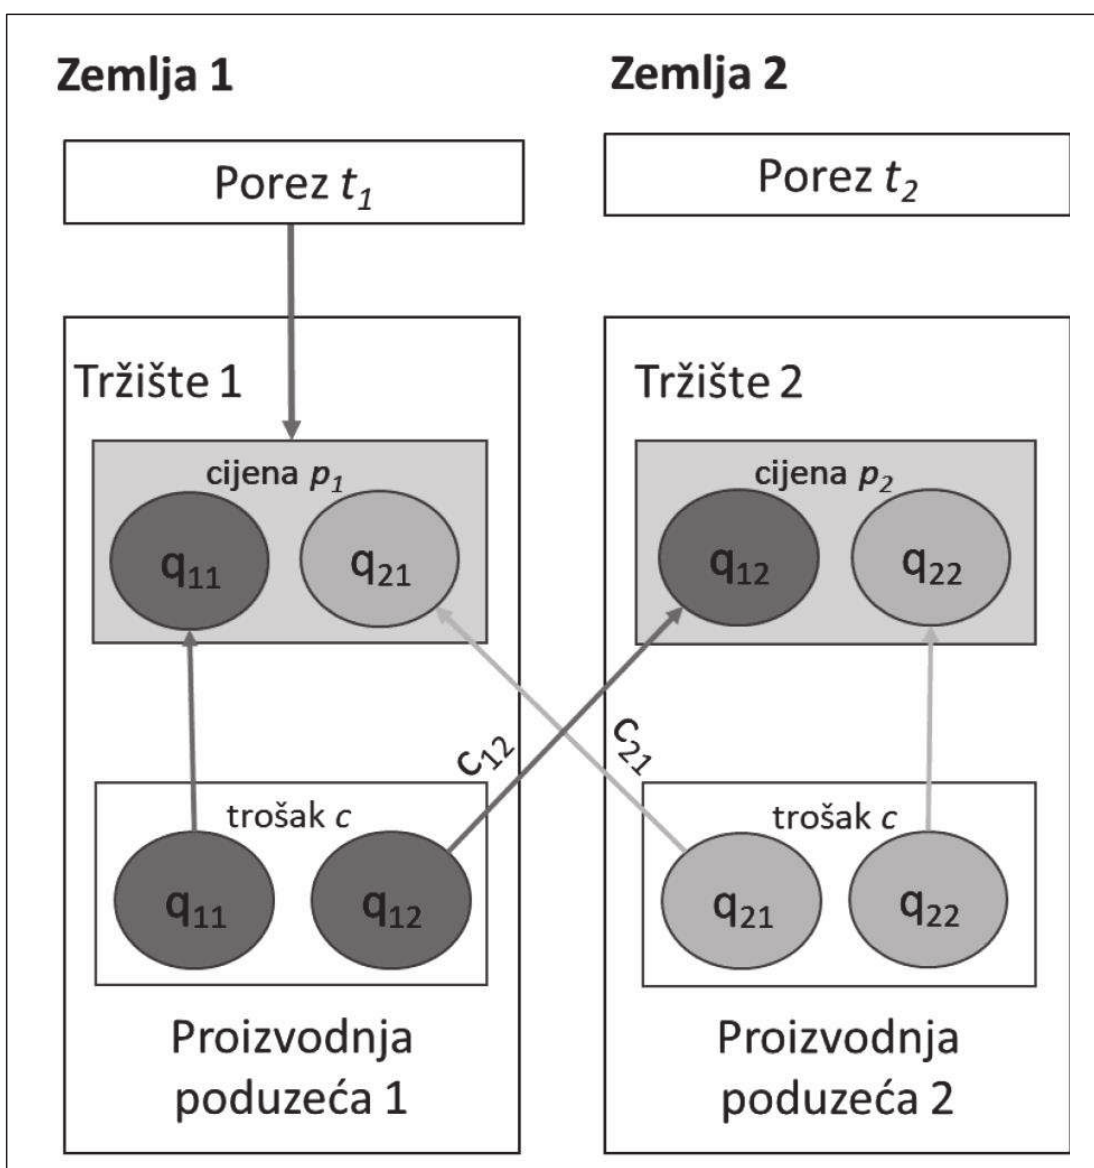 Zemlja 1
Zemlja 2
Porez t₁
Porez t₂
Tržište 1
Tržište 2
cijena p₁
cijena p₂
q₁₁
q₂₁
q₁₂
q₂₂
c₁₂
c₂₁
trošak c
trošak c
q₁₁
q₁₂
q₂₁
q₂₂
Proizvodnja
poduzeća 1
Proizvodnja
poduzeća 2